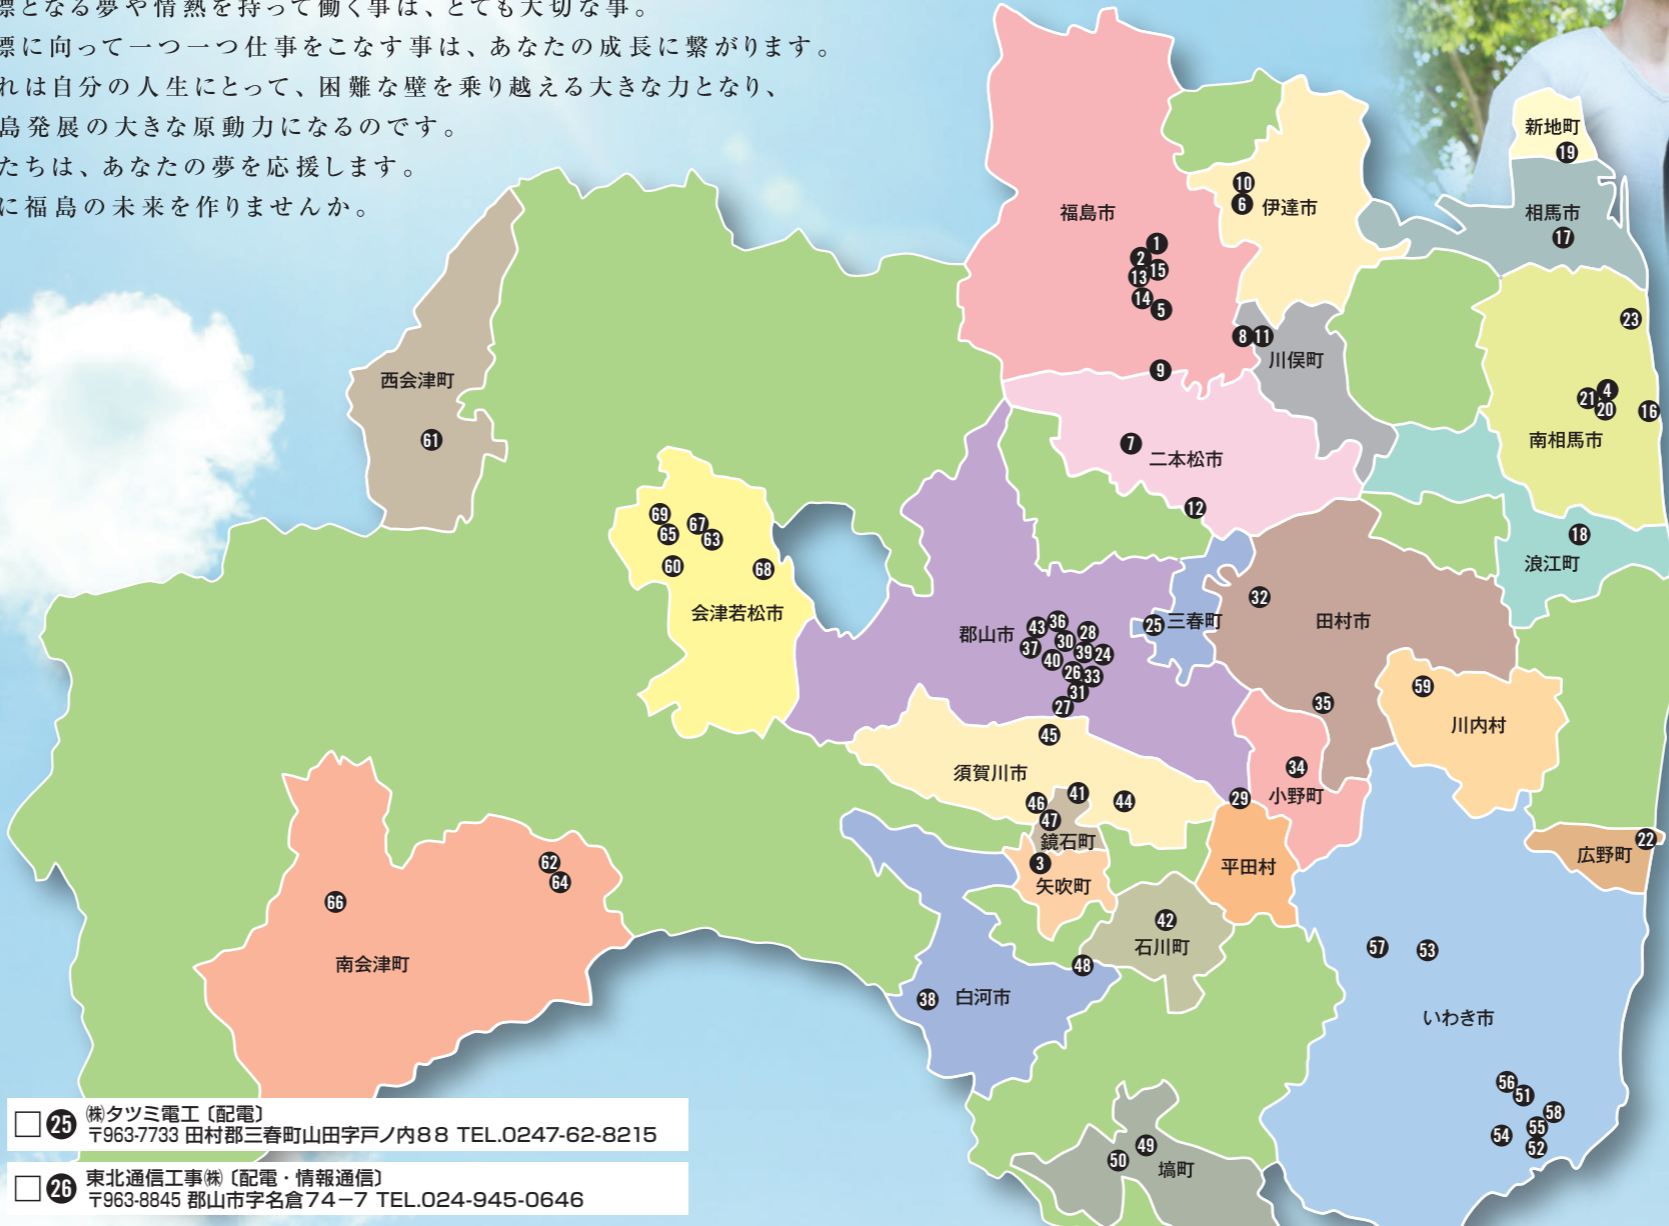 標となる夢や情熱を持って働く事は、とても大切な事。
標に向って一つ一つ仕事をこなす事は、あなたの成長に繋がります。
れは自分の人生にとって、困難な壁を乗り越える大きな力となり、
島発展の大きな原動力になるのです。
たちは、あなたの夢を応援します。
に福島の未来を作りませんか。
新地町
19
相馬市
17
福島市
10
6
伊達市
1
2
15
13
14
5
8
11
川俣町
9
23
4
21
20
16
南相馬市
西会津町
61
7
二本松市
12
18
浪江町
69
67
65
63
60
68
会津若松市
郡山市
43
36
28
30
37
39
24
40
26
33
31
27
25
三春町
32
田村市
35
59
川内村
45
須賀川市
46
41
44
47
鏡石町
3
矢吹町
29
34
小野町
平田村
22
広野町
62
64
66
南会津町
42
石川町
48
38
白河市
57
53
いわき市
56
51
58
55
54
52
49
50
塙町
25 ㈱タツミ電工〔配電〕
〒963-7733 田村郡三春町山田字戸ノ内88 TEL.0247-62-8215
26 東北通信工事㈱〔配電・情報通信〕
〒963-8845 郡山市字名倉74－7 TEL.024-945-0646